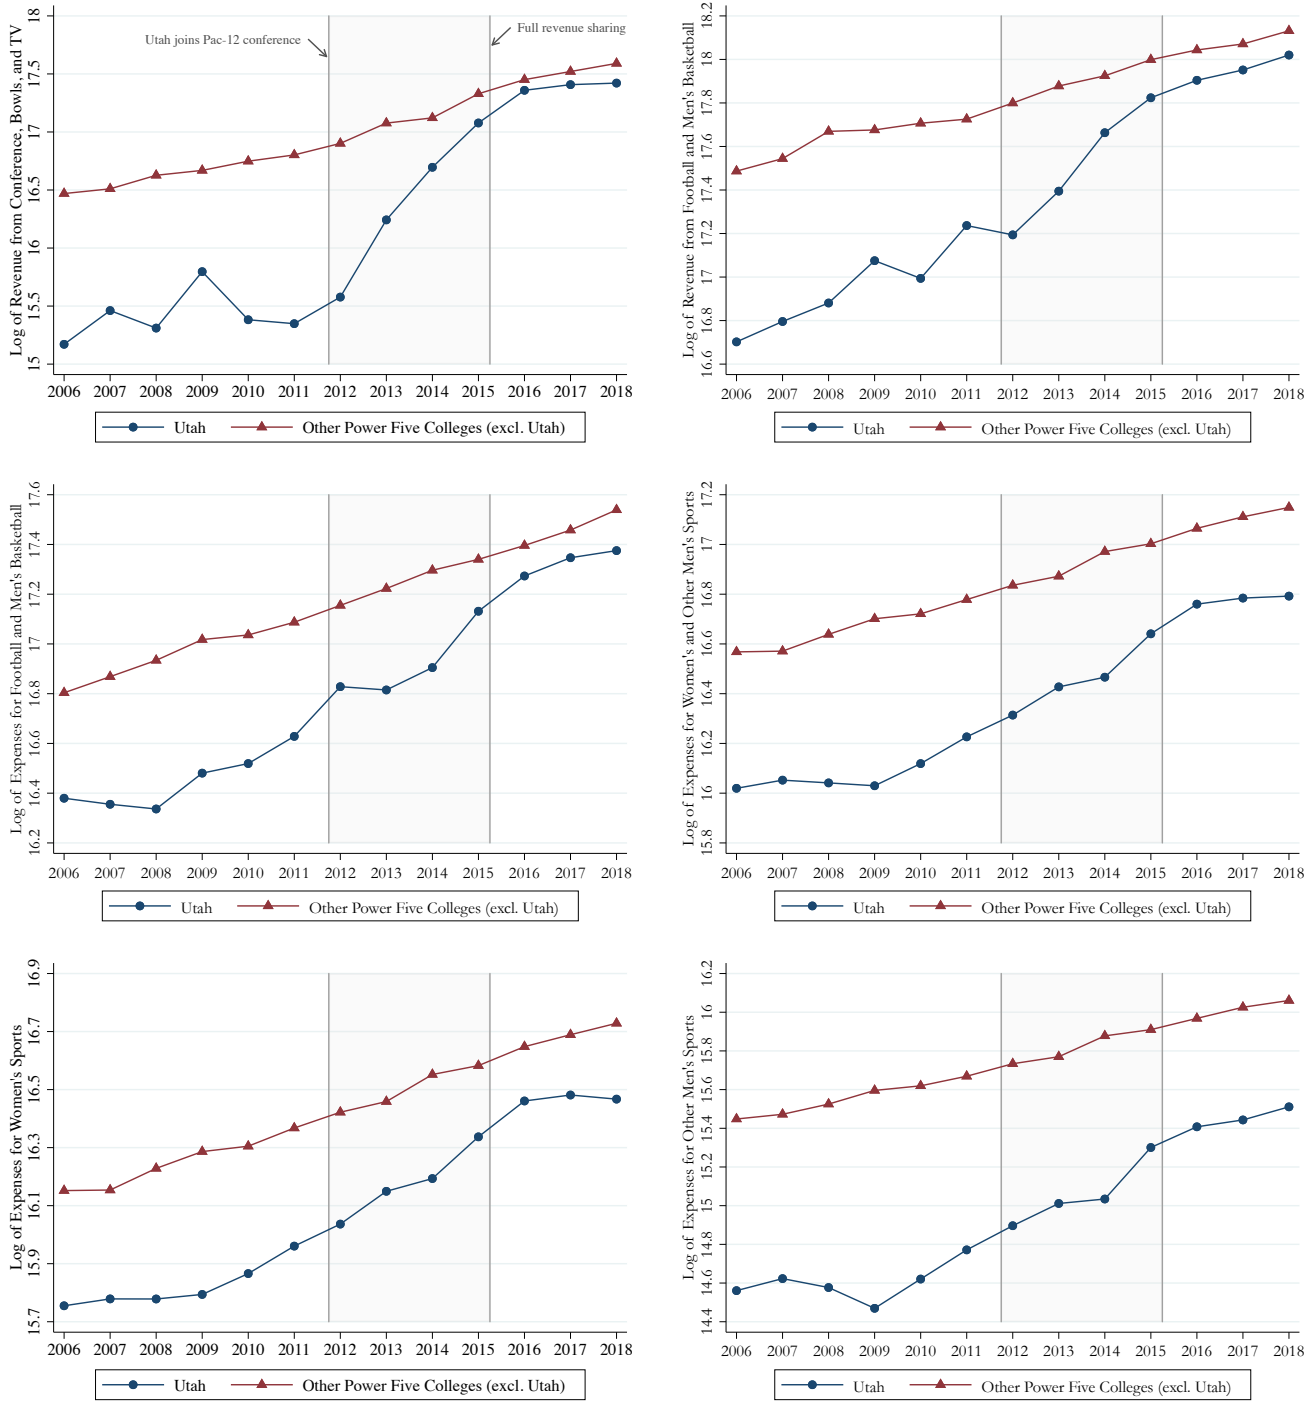 Log of Revenue from Conference, Bowls, and TV
18
17.5
17
16.5
16
15.5
15
Utah joins Pac-12 conference
Full revenue sharing
2006 2007 2008 2009 2010 2011 2012 2013 2014 2015 2016 2017 2018
Utah Other Power Five Colleges (excl. Utah)
Log of Revenue from Football and Men's Basketball
18.2
18
17.8
17.6
17.4
17.2
17
16.8
16.6
2006 2007 2008 2009 2010 2011 2012 2013 2014 2015 2016 2017 2018
Utah Other Power Five Colleges (excl. Utah)
Log of Expenses for Football and Men's Basketball
17.6
17.4
17.2
17
16.8
16.6
16.4
16.2
2006 2007 2008 2009 2010 2011 2012 2013 2014 2015 2016 2017 2018
Utah Other Power Five Colleges (excl. Utah)
Log of Expenses for Women's and Other Men's Sports
17.2
17
16.8
16.6
16.4
16.2
16
15.8
2006 2007 2008 2009 2010 2011 2012 2013 2014 2015 2016 2017 2018
Utah Other Power Five Colleges (excl. Utah)
Log of Expenses for Women's Sports
16.9
16.7
16.5
16.3
16.1
15.9
15.7
2006 2007 2008 2009 2010 2011 2012 2013 2014 2015 2016 2017 2018
Utah Other Power Five Colleges (excl. Utah)
Log of Expenses for Other Men's Sports
16.2
16
15.8
15.6
15.4
15.2
15
14.8
14.6
14.4
2006 2007 2008 2009 2010 2011 2012 2013 2014 2015 2016 2017 2018
Utah Other Power Five Colleges (excl. Utah)